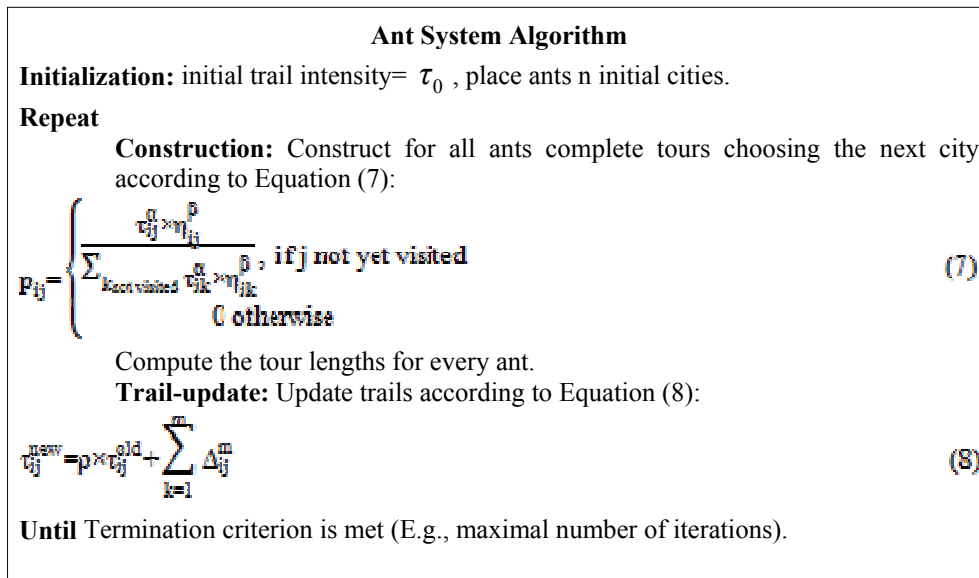 Ant System Algorithm
Initialization: initial trail intensity= τ₀ , place ants n initial cities.
Repeat
Construction: Construct for all ants complete tours choosing the next city
according to Equation (7):
p_ij = { τ_ij^α×η_ij^β / Σ_{k not visited} τ_ik^α×η_ik^β , if j not yet visited (7)
0 otherwise
Compute the tour lengths for every ant.
Trail-update: Update trails according to Equation (8):
τ_ij^new=ρ×τ_ij^old+∑_{k=1}^{m} Δ_ij^m (8)
Until Termination criterion is met (E.g., maximal number of iterations).